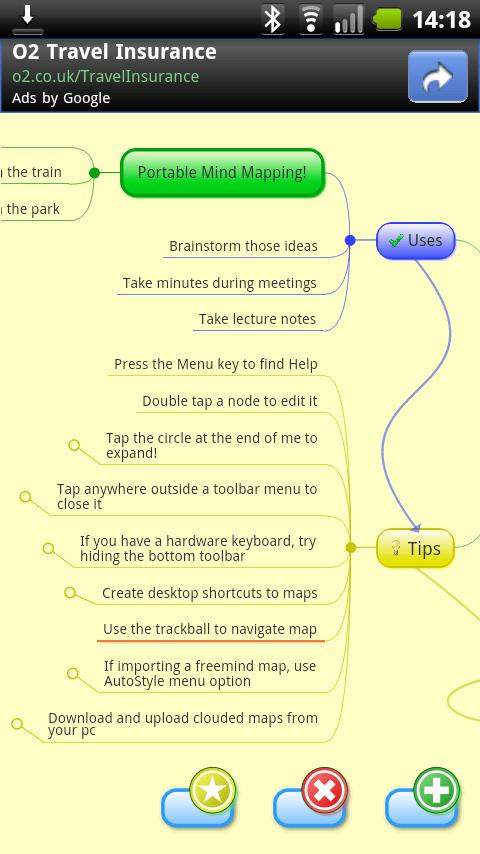 14:18
O2 Travel Insurance
o2.co.uk/TravelInsurance
Ads by Google
Portable Mind Mapping!
the train
the park
Uses
Brainstorm those ideas
Take minutes during meetings
Take lecture notes
Press the Menu key to find Help
Double tap a node to edit it
Tap the circle at the end of me to
expand!
Tap anywhere outside a toolbar menu to
close it
If you have a hardware keyboard, try
hiding the bottom toolbar
Tips
Create desktop shortcuts to maps
Use the trackball to navigate map
If importing a freemind map, use
AutoStyle menu option
Download and upload clouded maps from
your pc